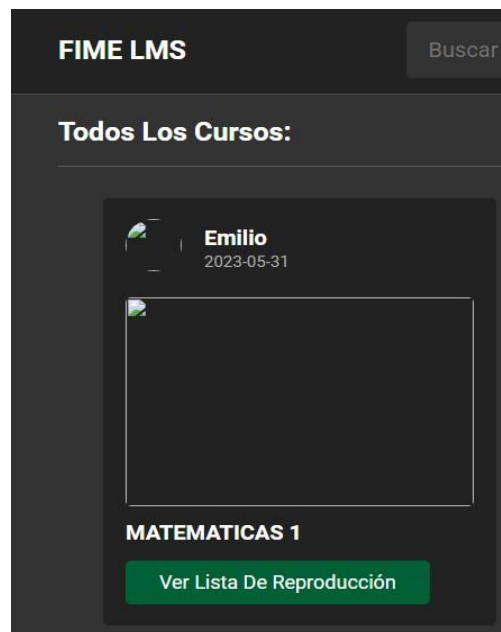 FIME LMS
Buscar
Todos Los Cursos:
Emilio
2023-05-31
MATEMATICAS 1
Ver Lista De Reproducción